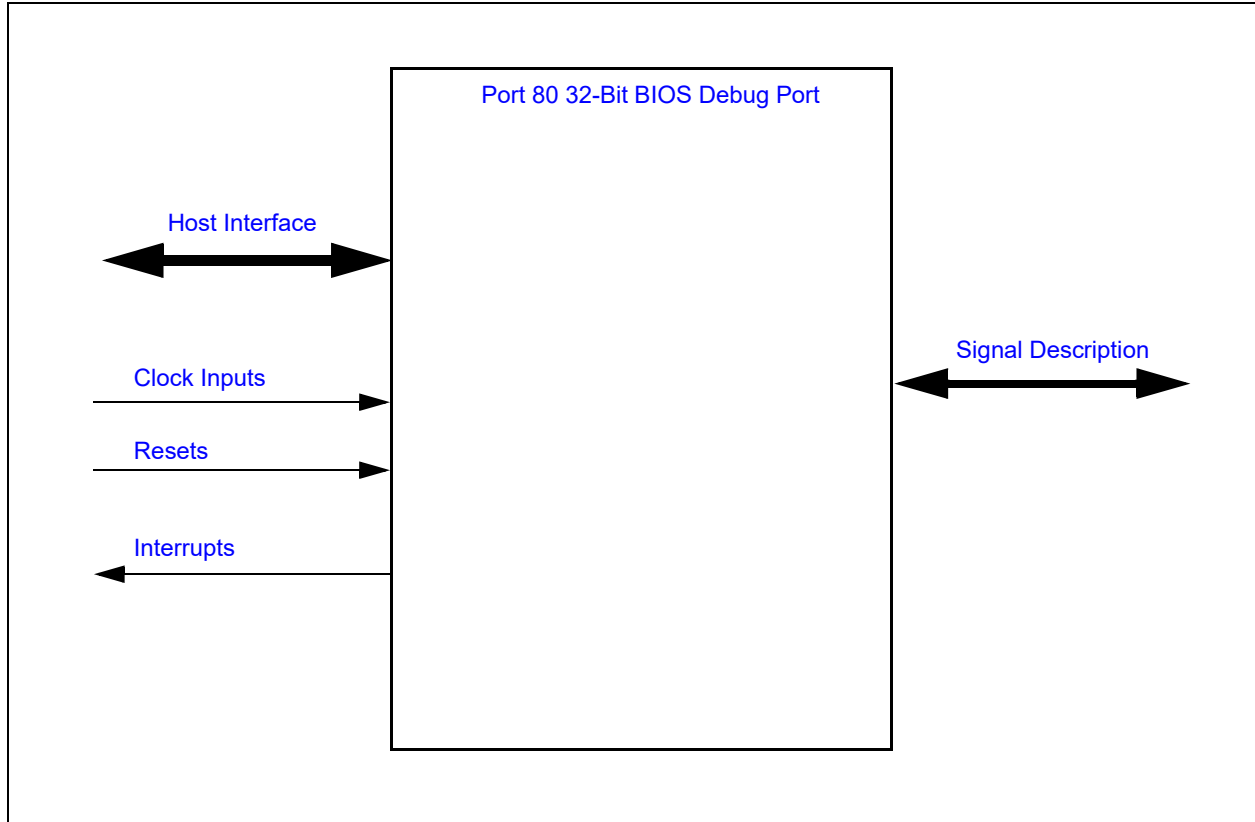 Port 80 32-Bit BIOS Debug Port
Host Interface
Signal Description
Clock Inputs
Resets
Interrupts